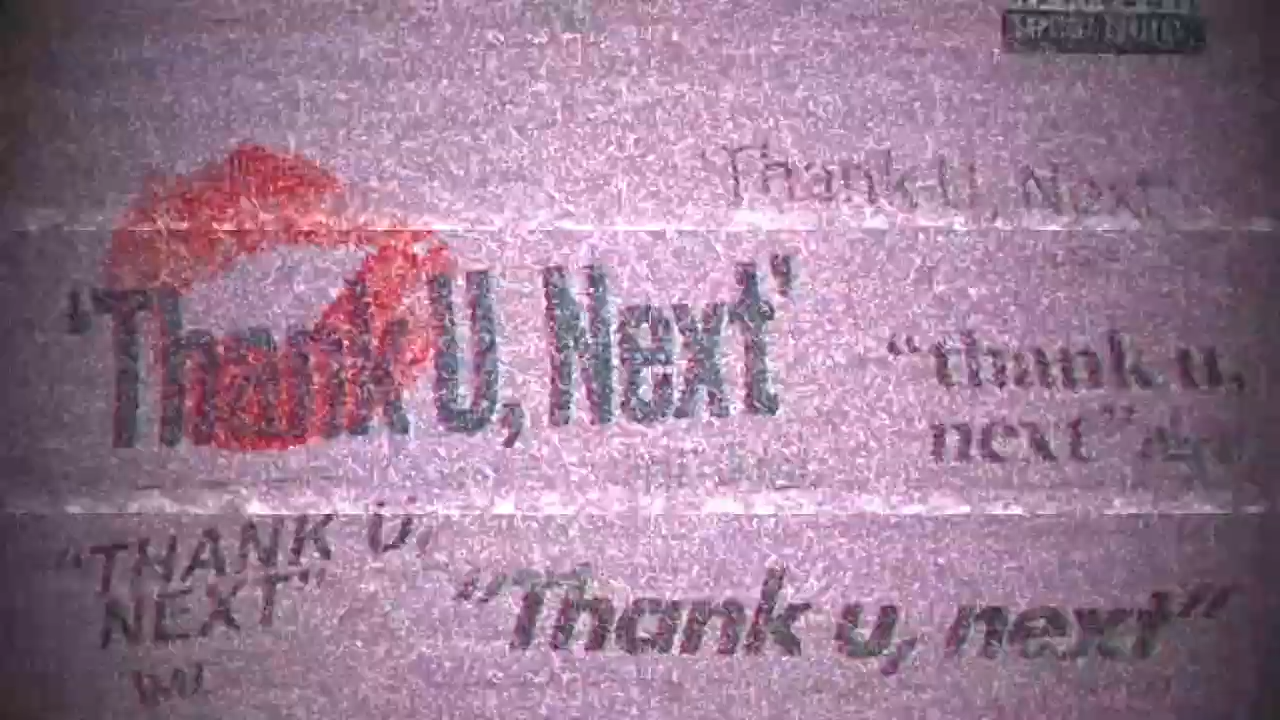 'Thank U, Next'
'Thank U, Next'
“thank u,
next”
“THANK U,
NEXT”
“Thank u, next”